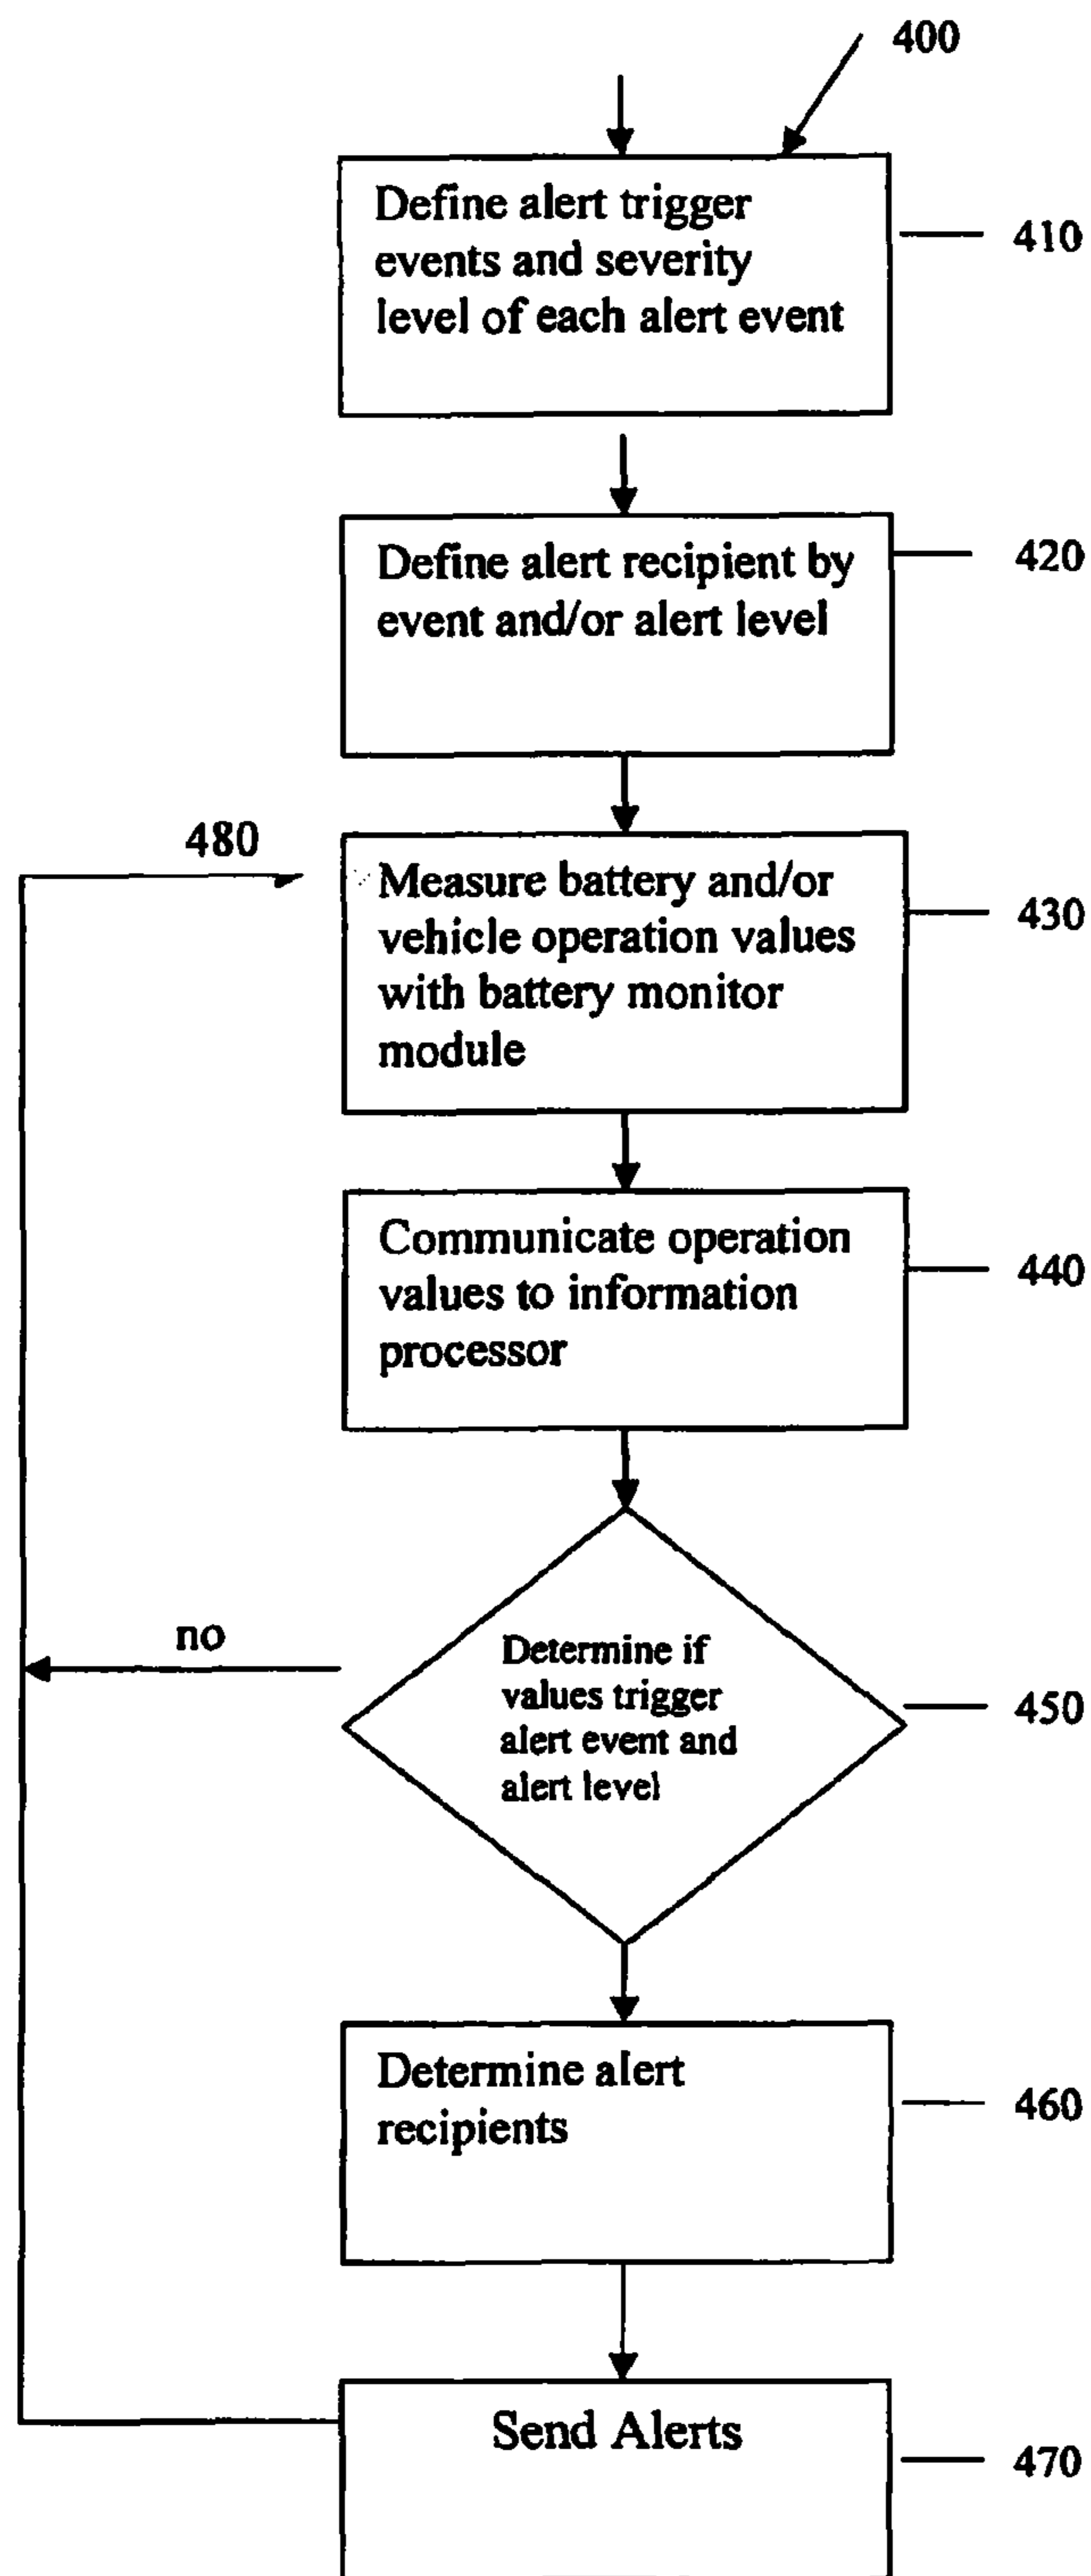 400
Define alert trigger
events and severity
level of each alert event
410
Define alert recipient by
event and/or alert level
420
480
Measure battery and/or
vehicle operation values
with battery monitor
module
430
Communicate operation
values to information
processor
440
no
Determine if
values trigger
alert event and
alert level
450
Determine alert
recipients
460
Send Alerts
470